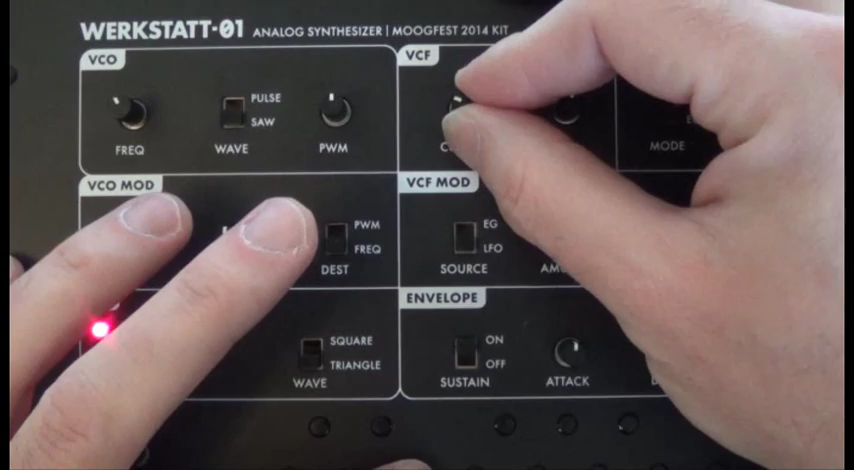 WERKSTATT-01 ANALOG SYNTHESIZER | MOOGFEST 2014 KIT
VCO
VCF
PULSE
SAW
FREQ
WAVE
PWM
MODE
VCO MOD
VCF MOD
PWM
FREQ
DEST
EG
LFO
SOURCE
ENVELOPE
SQUARE
TRIANGLE
WAVE
ON
OFF
SUSTAIN
ATTACK